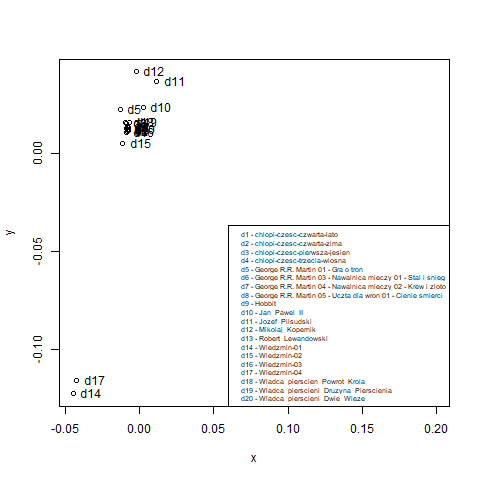 d12
d11
d10
d5
d15
d17
d14
0.00
-0.05
-0.10
y
-0.05
0.00
0.05
0.10
0.15
0.20
x
d1 - chlopi-czesc-czwarta-lato
d2 - chlopi-czesc-czwarta-zima
d3 - chlopi-czesc-pierwsza-jesien
d4 - chlopi-czesc-trzecia-wiosna
d5 - George R.R. Martin 01 - Gra o tron
d6 - George R.R. Martin 03 - Nawalnica mieczy 01 - Stal i snieg
d7 - George R.R. Martin 04 - Nawalnica mieczy 02 - Krew i zloto
d8 - George R.R. Martin 05 - Uczta dla wron 01 - Cienie smierci
d9 - Hobbit
d10 - Jan Pawel II
d11 - Jozef Pilsudski
d12 - Mikolaj Kopernik
d13 - Robert Lewandowski
d14 - Wiedzmin-01
d15 - Wiedzmin-02
d16 - Wiedzmin-03
d17 - Wiedzmin-04
d18 - Wladca pierscien Powrot Krola
d19 - Wladca pierscieni Druzyna Pierscienia
d20 - Wladca pierscieni Dwie Wieze